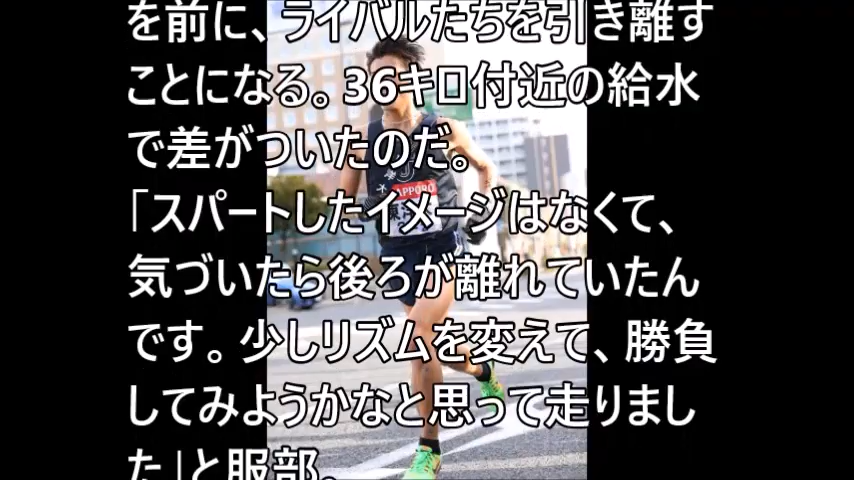 を前に、ライバルたちを引き離す
ことになる。36キロ付近の給水
で差がついたのだ。
「スパートしたイメージはなくて、
気づいたら後ろが離れていたん
です。少しリズムを変えて、勝負
してみようかなと思って走りまし
た」と服部。
SAPPORO